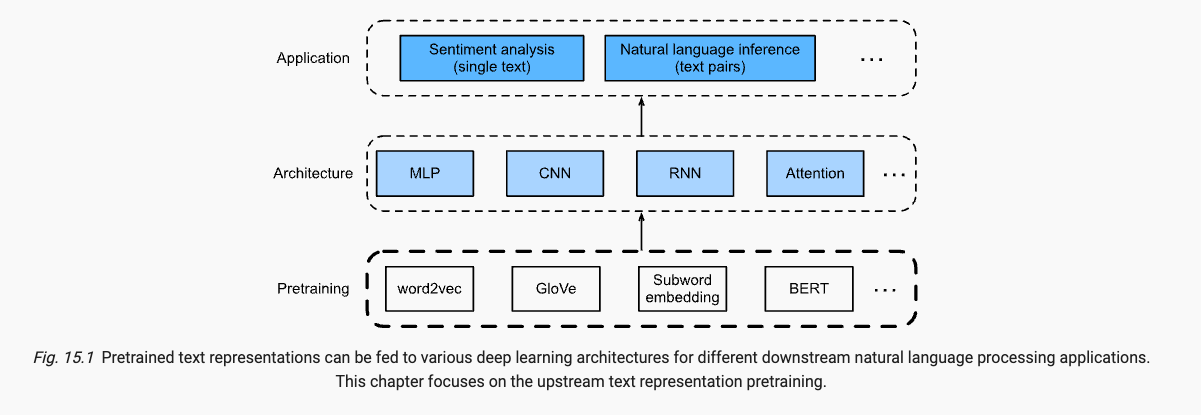 Application
Sentiment analysis
(single text)
Natural language inference
(text pairs)
...
Architecture
MLP
CNN
RNN
Attention
...
Pretraining
word2vec
GloVe
Subword
embedding
BERT
...
Fig. 15.1 Pretrained text representations can be fed to various deep learning architectures for different downstream natural language processing applications.
This chapter focuses on the upstream text representation pretraining.